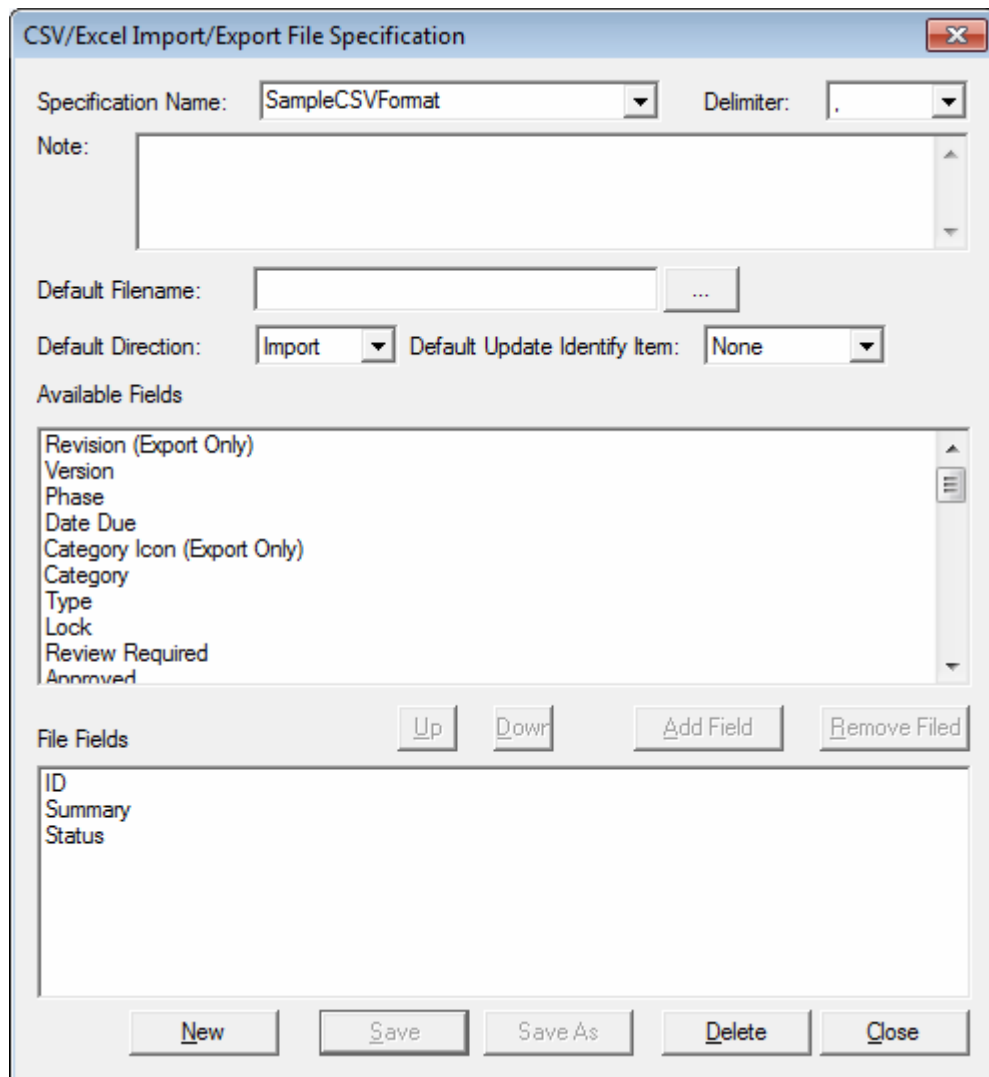 CSV/Excel Import/Export File Specification
Specification Name: SampleCSVFormat Delimiter: ,
Note:
Default Filename: ...
Default Direction: Import Default Update Identify Item: None
Available Fields
Revision (Export Only)
Version
Phase
Date Due
Category Icon (Export Only)
Category
Type
Lock
Review Required
Approved
File Fields Up Down Add Field Remove Filed
ID
Summary
Status
New Save Save As Delete Close